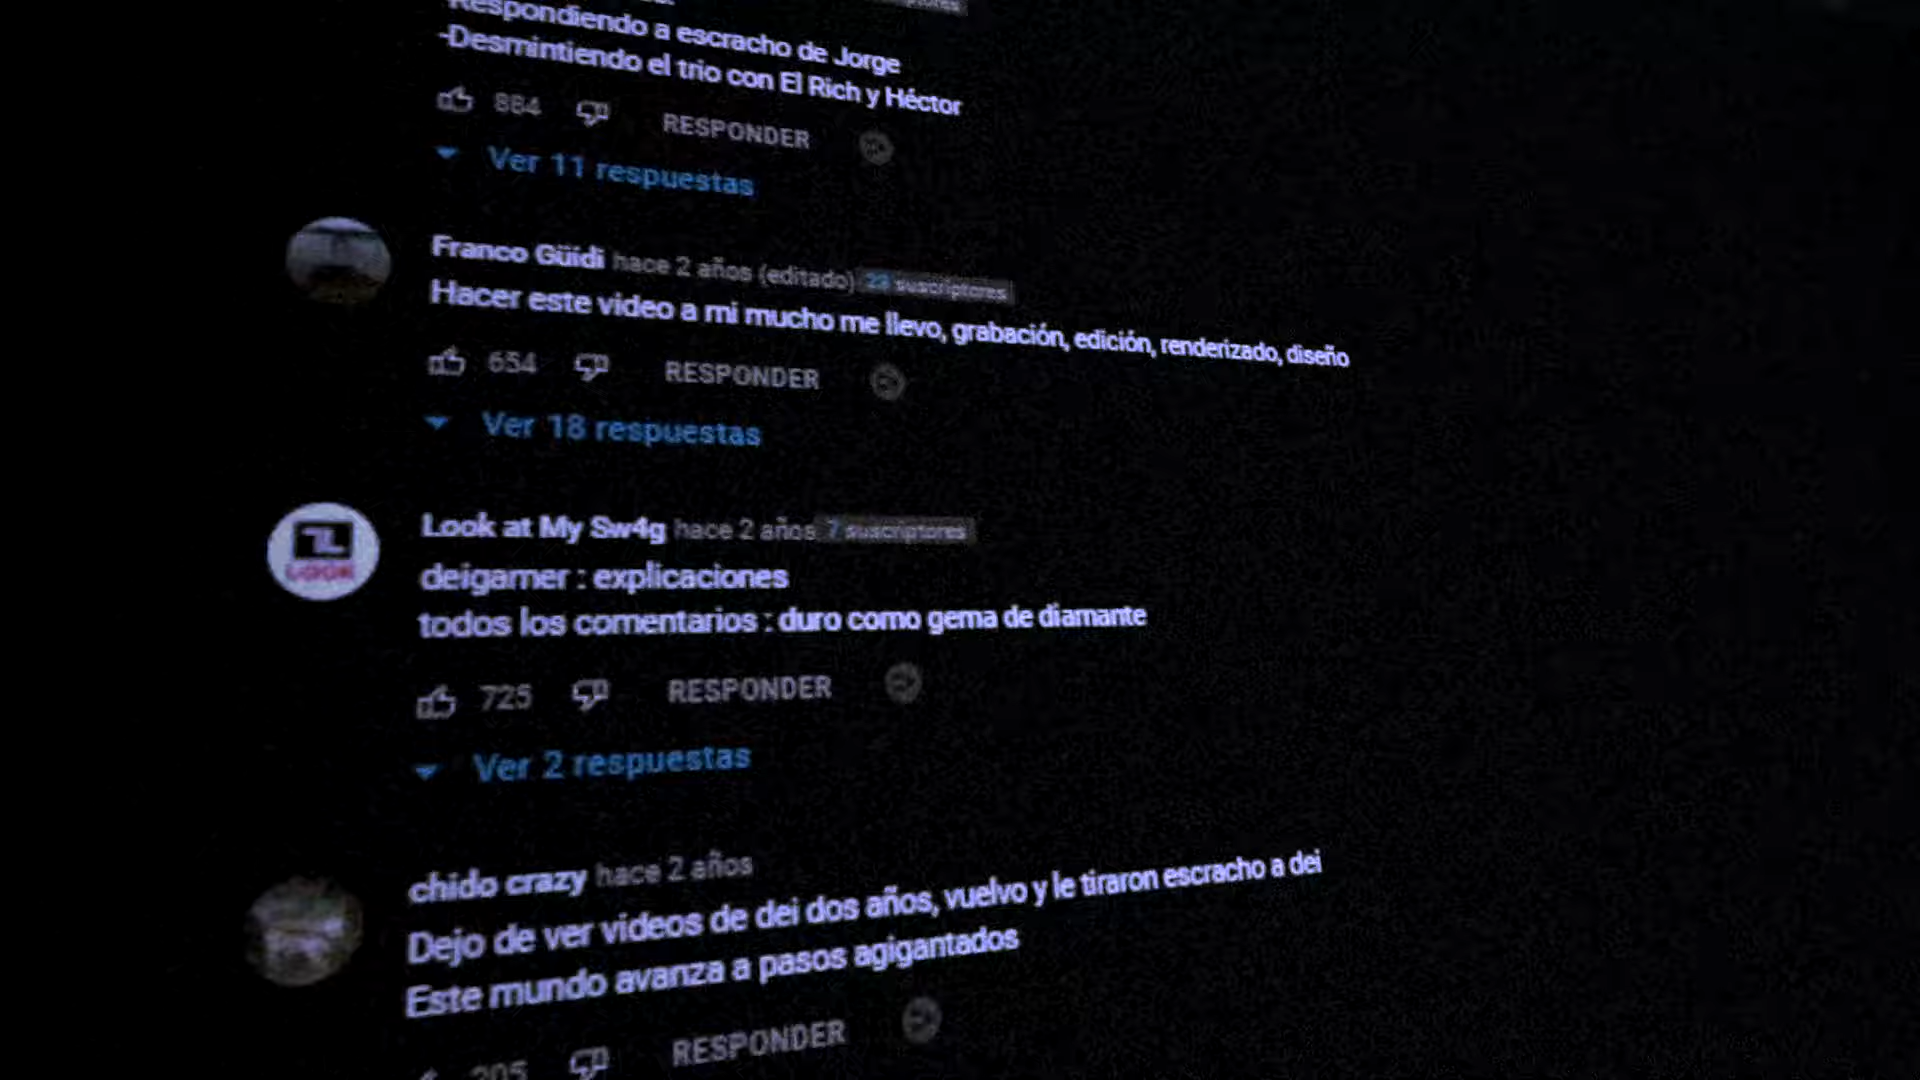 Respondiendo a escracho de Jorge
-Desmintiendo el trio con El Rich y Héctor
884 RESPONDER
Ver 11 respuestas
Franco Güidi hace 2 años (editado) 23 suscriptores
Hacer este video a mi mucho me llevo, grabación, edición, renderizado, diseño
654 RESPONDER
Ver 18 respuestas
Look at My Sw4g hace 2 años 7 suscriptores
deigamer : explicaciones
todos los comentarios : duro como gema de diamante
725 RESPONDER
Ver 2 respuestas
chido crazy hace 2 años
Dejo de ver videos de dei dos años, vuelvo y le tiraron escracho a dei
Este mundo avanza a pasos agigantados
RESPONDER